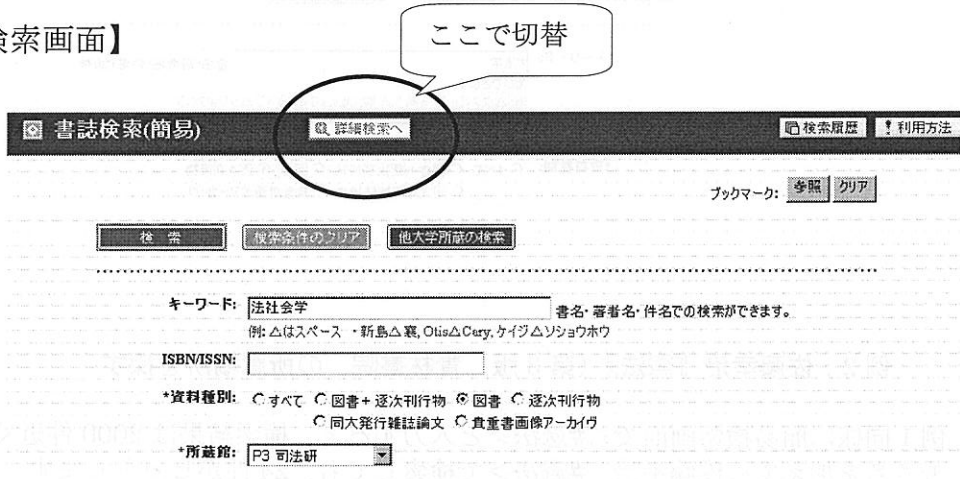 ここで切替
索画面】
書誌検索(簡易) 詳細検索へ 検索履歴 利用方法
ブックマーク: 参照 クリア
検 索 検索条件のクリア 他大学所蔵の検索
キーワード: 法社会学 書名・著者名・件名での検索ができます。
例: △はスペース ・新島△襄, Otis△Cary, ケイジ△ソショウホウ
ISBN/ISSN:
*資料種別: すべて 図書+逐次刊行物 図書 逐次刊行物
同大発行雑誌論文 貴重書画像アーカイヴ
*所蔵館: P3 司法研